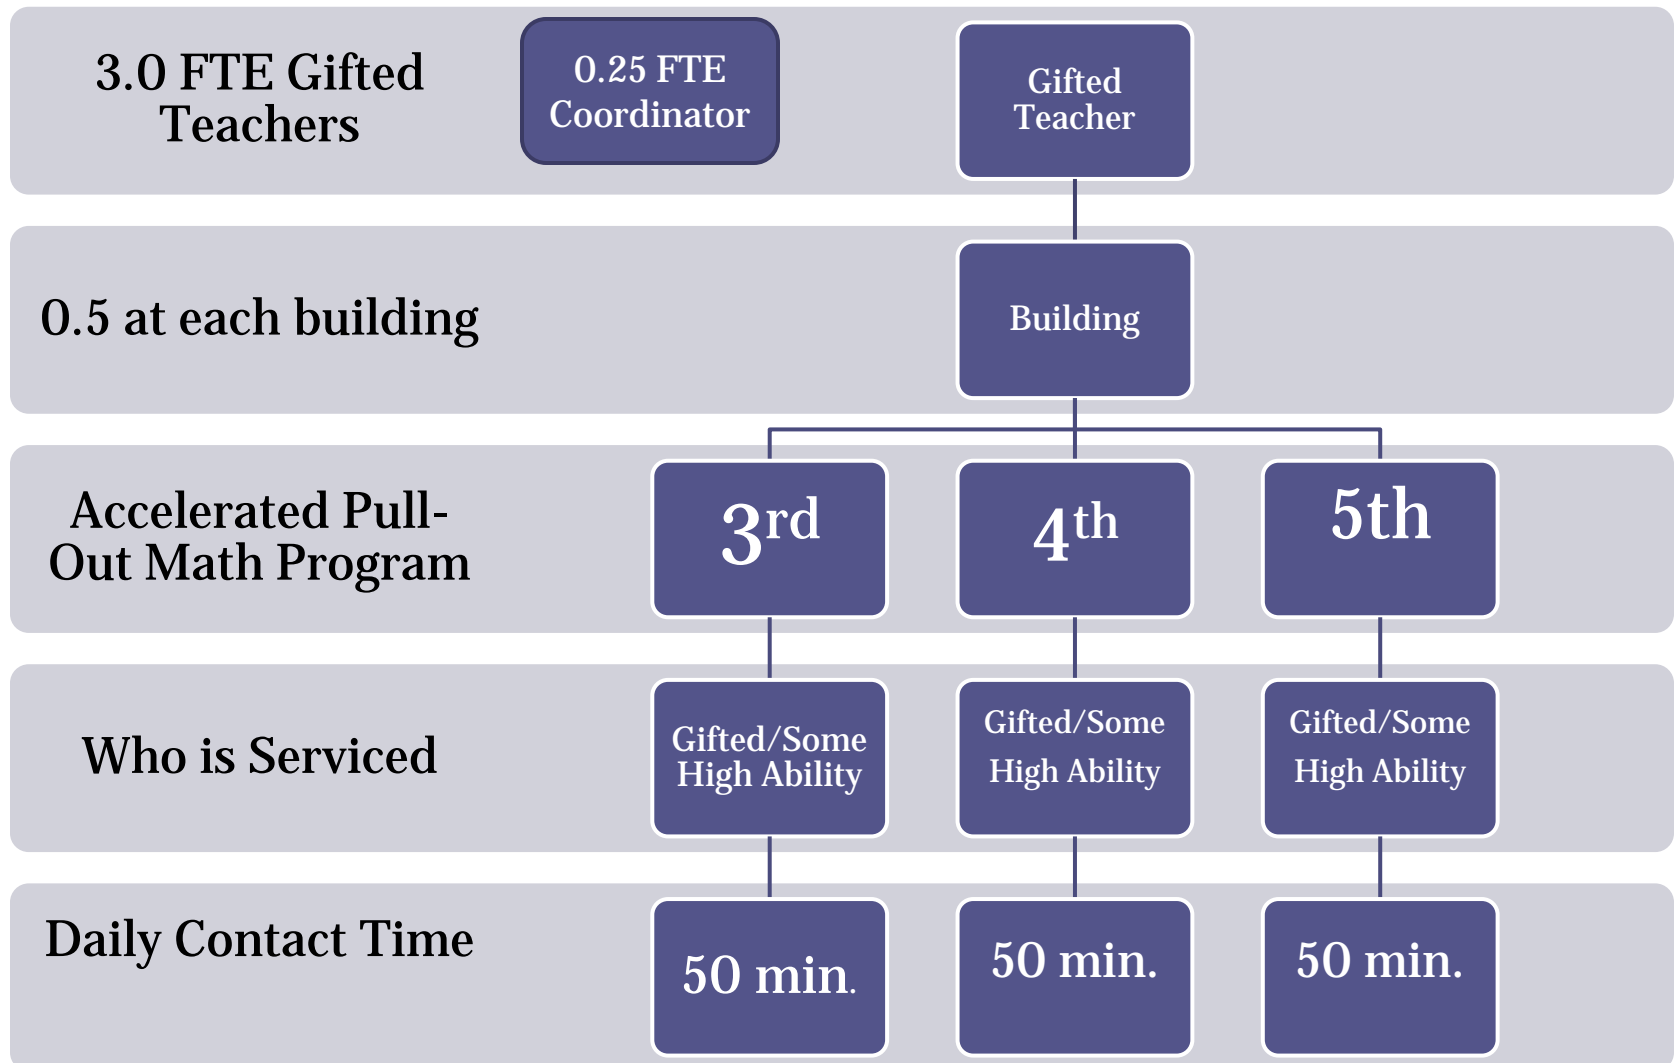 3.0 FTE Gifted
Teachers
0.25 FTE
Coordinator
Gifted
Teacher
0.5 at each building
Building
Accelerated Pull-
Out Math Program
3rd
4th
5th
Who is Serviced
Gifted/Some
High Ability
Gifted/Some
High Ability
Gifted/Some
High Ability
Daily Contact Time
50 min.
50 min.
50 min.